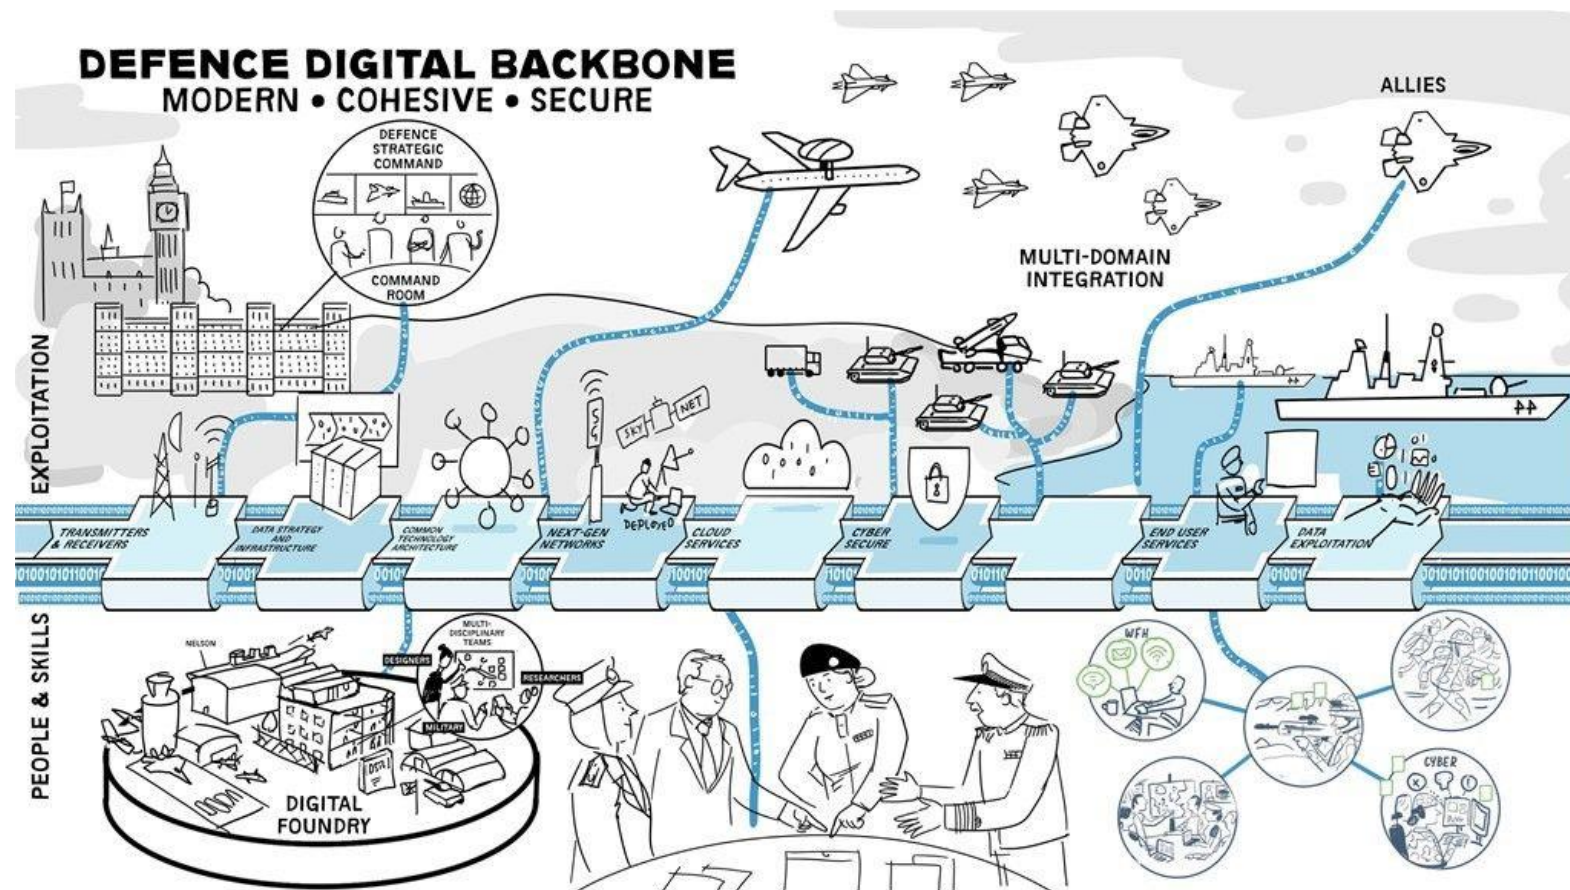 DEFENCE DIGITAL BACKBONE
MODERN • COHESIVE • SECURE
DEFENCE
STRATEGIC
COMMAND
COMMAND
ROOM
ALLIES
MULTI-DOMAIN
INTEGRATION
EXPLOITATION
5G
SKY
NET
DEPLOYED
TRANSMITTERS
& RECEIVERS
DATA STRATEGY
AND
INFRASTRUCTURE
COMMON
TECHNOLOGY
ARCHITECTURE
NEXT-GEN
NETWORKS
CLOUD
SERVICES
CYBER
SECURE
END USER
SERVICES
DATA
EXPLOITATION
PEOPLE & SKILLS
NELSON
MULTI-
DISCIPLINARY
TEAMS
DESIGNERS
RESEARCHERS
MILITARY
DIGITAL
FOUNDRY
WFH
CYBER